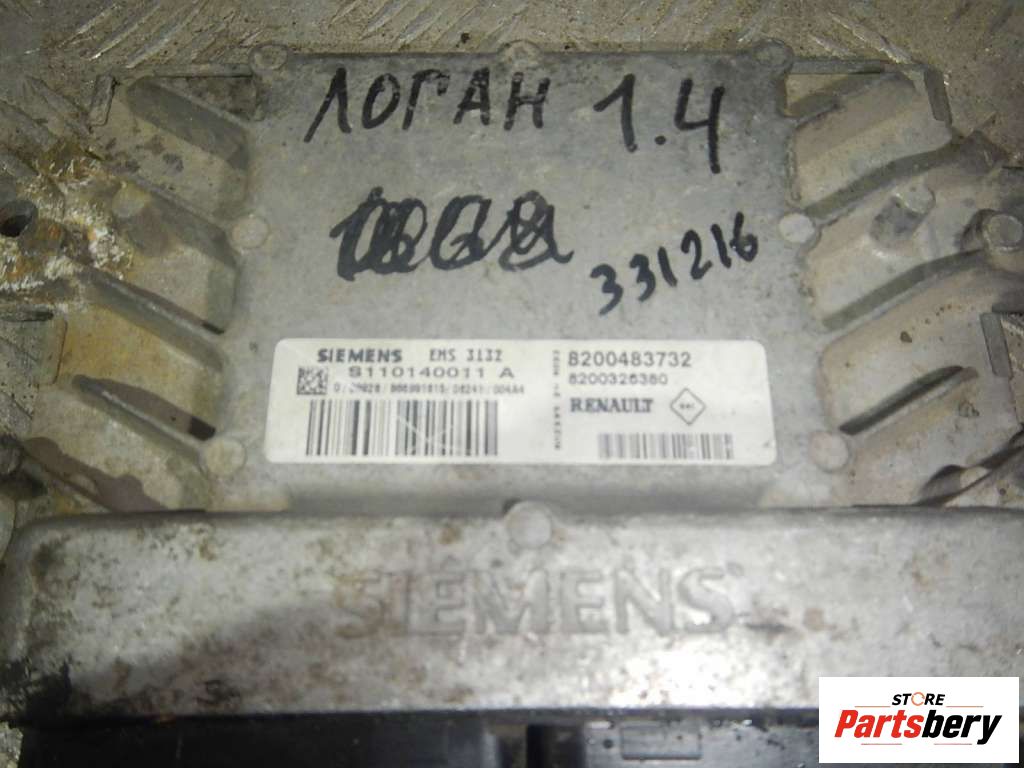 ЛОГАН 1.4
331216
SIEMENS EMS 3132
S110140011 A
8200483732
8200326380
RENAULT
SIEMENS
STORE
Partsbery